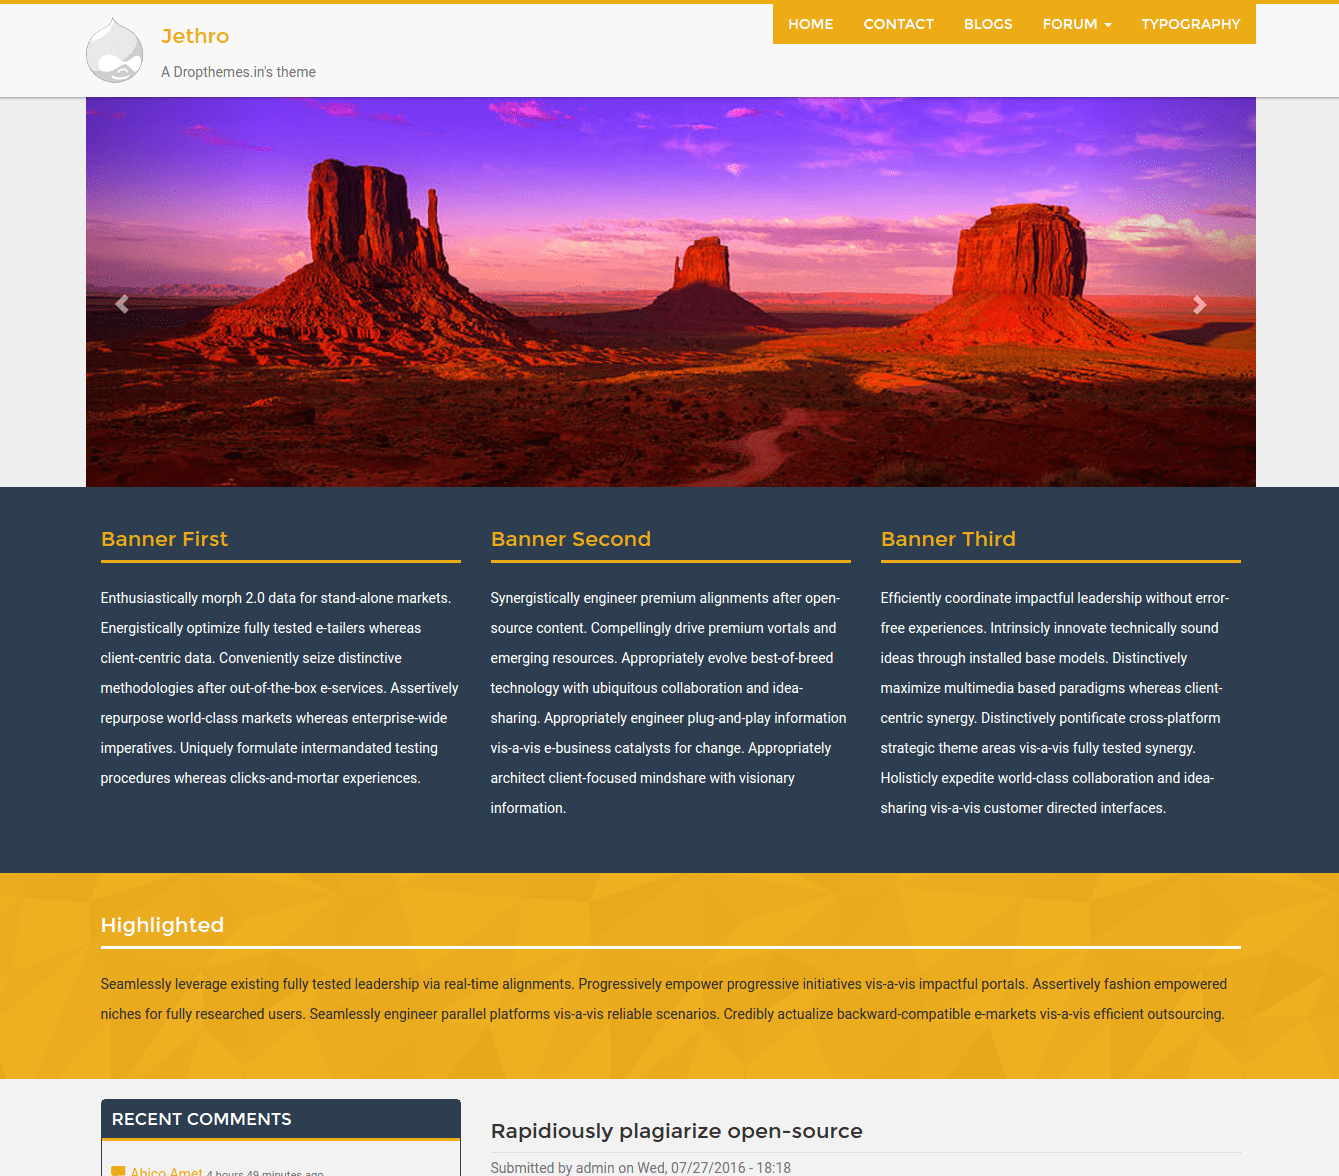 Jethro
A Dropthemes.in's theme
HOME CONTACT BLOGS FORUM TYPOGRAPHY
Banner First
Enthusiastically morph 2.0 data for stand-alone markets.
Energistically optimize fully tested e-tailers whereas
client-centric data. Conveniently seize distinctive
methodologies after out-of-the-box e-services. Assertively
repurpose world-class markets whereas enterprise-wide
imperatives. Uniquely formulate intermandated testing
procedures whereas clicks-and-mortar experiences.
Banner Second
Synergistically engineer premium alignments after open-
source content. Compellingly drive premium vortals and
emerging resources. Appropriately evolve best-of-breed
technology with ubiquitous collaboration and idea-
sharing. Appropriately engineer plug-and-play information
vis-a-vis e-business catalysts for change. Appropriately
architect client-focused mindshare with visionary
information.
Banner Third
Efficiently coordinate impactful leadership without error-
free experiences. Intrinsicly innovate technically sound
ideas through installed base models. Distinctively
maximize multimedia based paradigms whereas client-
centric synergy. Distinctively pontificate cross-platform
strategic theme areas vis-a-vis fully tested synergy.
Holisticly expedite world-class collaboration and idea-
sharing vis-a-vis customer directed interfaces.
Highlighted
Seamlessly leverage existing fully tested leadership via real-time alignments. Progressively empower progressive initiatives vis-a-vis impactful portals. Assertively fashion empowered
niches for fully researched users. Seamlessly engineer parallel platforms vis-a-vis reliable scenarios. Credibly actualize backward-compatible e-markets vis-a-vis efficient outsourcing.
RECENT COMMENTS
Abico Amet 4 hours 49 minutes ago
Rapidiously plagiarize open-source
Submitted by admin on Wed, 07/27/2016 - 18:18